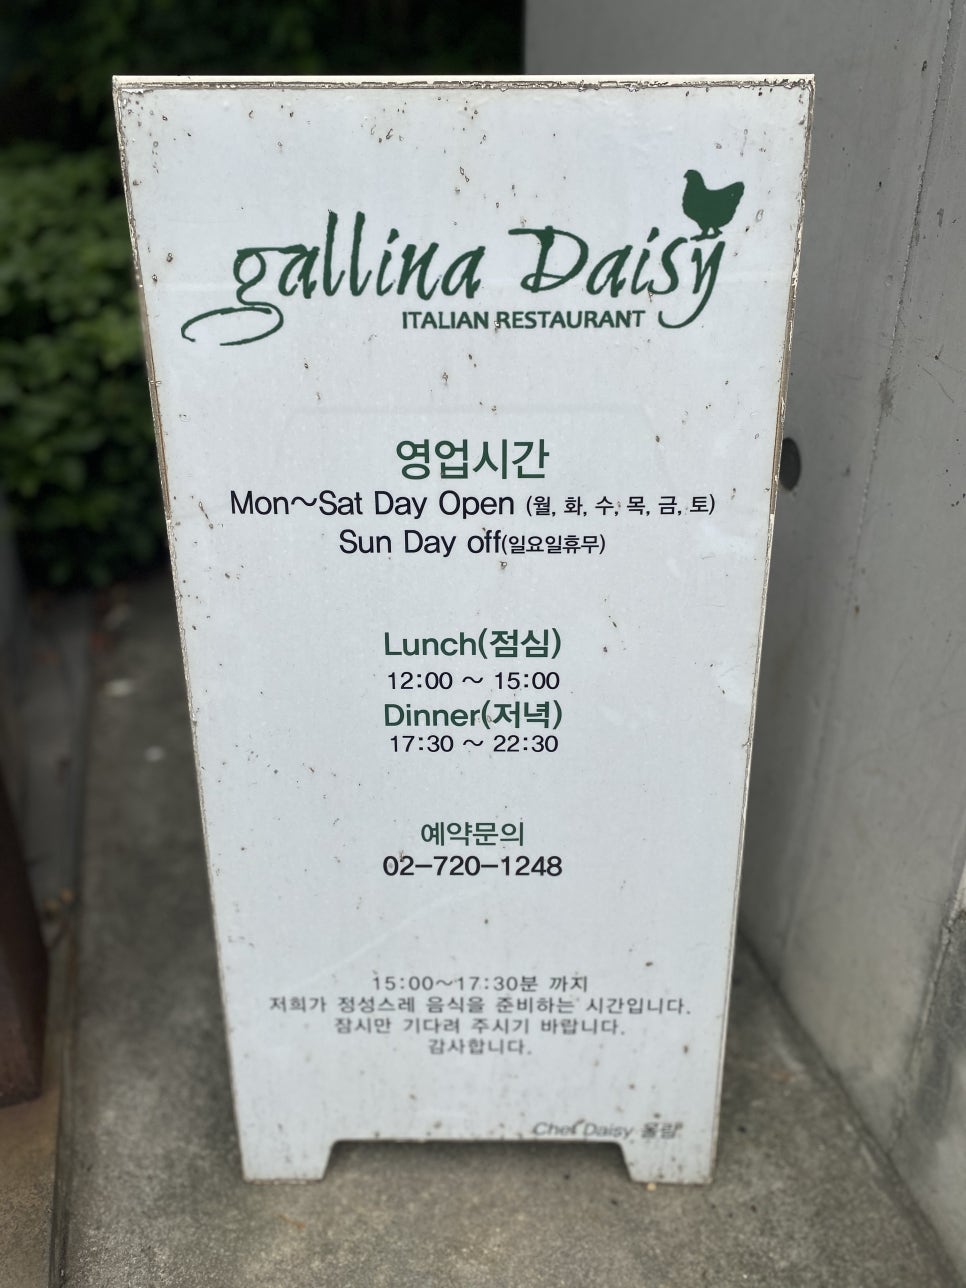 gallina Daisy
ITALIAN RESTAURANT
영업시간
Mon~Sat Day Open (월, 화, 수, 목, 금, 토)
Sun Day off(일요일휴무)
Lunch(점심)
12:00 ~ 15:00
Dinner(저녁)
17:30 ~ 22:30
예약문의
02-720-1248
15:00~17:30분 까지
저희가 정성스레 음식을 준비하는 시간입니다.
잠시만 기다려 주시기 바랍니다.
감사합니다.
Chef Daisy